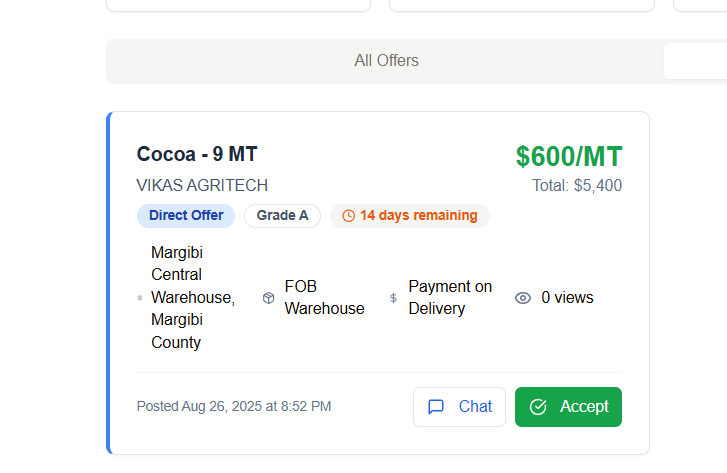 All Offers
Cocoa - 9 MT
$600/MT
VIKAS AGRITECH
Total: $5,400
Direct Offer
Grade A
14 days remaining
Margibi
Central
Warehouse,
Margibi
County
FOB
Warehouse
$
Payment on
Delivery
0 views
Posted Aug 26, 2025 at 8:52 PM
Chat
Accept